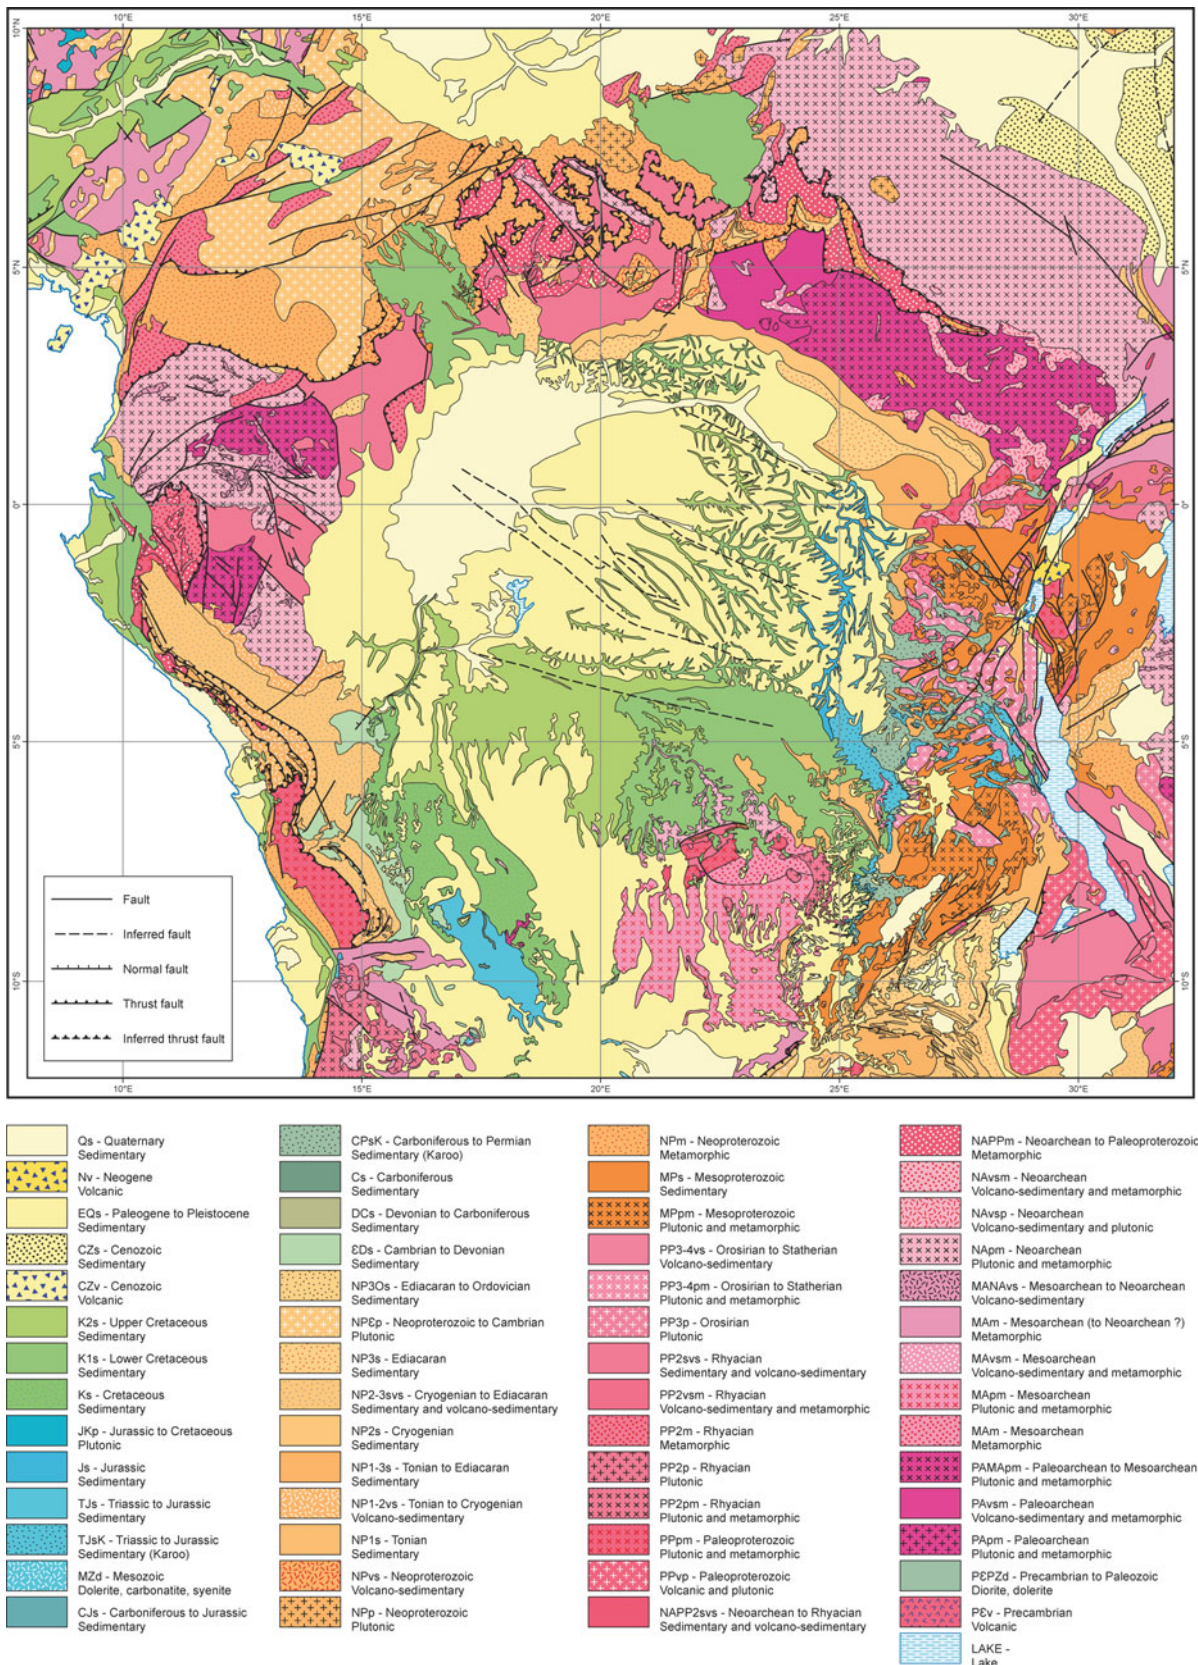 10°E
15°E
20°E
25°E
30°E
10°N
10°N
5°N
5°N
0°
0°
5°S
5°S
10°S
10°S
Fault
Inferred fault
Normal fault
Thrust fault
Inferred thrust fault
10°E
15°E
20°E
25°E
30°E
Qs - Quaternary
Sedimentary
Nv - Neogene
Volcanic
EQs - Paleogene to Pleistocene
Sedimentary
CZs - Cenozoic
Sedimentary
CZv - Cenozoic
Volcanic
K2s - Upper Cretaceous
Sedimentary
K1s - Lower Cretaceous
Sedimentary
Ks - Cretaceous
Sedimentary
JKp - Jurassic to Cretaceous
Plutonic
Js - Jurassic
Sedimentary
TJs - Triassic to Jurassic
Sedimentary
TJsK - Triassic to Jurassic
Sedimentary (Karoo)
MZd - Mesozoic
Dolerite, carbonatite, syenite
CJs - Carboniferous to Jurassic
Sedimentary
CPsK - Carboniferous to Permian
Sedimentary (Karoo)
Cs - Carboniferous
Sedimentary
DCs - Devonian to Carboniferous
Sedimentary
ƐDs - Cambrian to Devonian
Sedimentary
NP3Os - Ediacaran to Ordovician
Sedimentary
NPƐp - Neoproterozoic to Cambrian
Plutonic
NP3s - Ediacaran
Sedimentary
NP2-3svs - Cryogenian to Ediacaran
Sedimentary and volcano-sedimentary
NP2s - Cryogenian
Sedimentary
NP1-3s - Tonian to Ediacaran
Sedimentary
NP1-2vs - Tonian to Cryogenian
Volcano-sedimentary
NP1s - Tonian
Sedimentary
NPvs - Neoproterozoic
Volcano-sedimentary
NPp - Neoproterozoic
Plutonic
NPm - Neoproterozoic
Metamorphic
MPs - Mesoproterozoic
Sedimentary
MPpm - Mesoproterozoic
Plutonic and metamorphic
PP3-4vs - Orosirian to Statherian
Volcano-sedimentary
PP3-4pm - Orosirian to Statherian
Plutonic and metamorphic
PP3p - Orosirian
Plutonic
PP2svs - Rhyacian
Sedimentary and volcano-sedimentary
PP2vsm - Rhyacian
Volcano-sedimentary and metamorphic
PP2m - Rhyacian
Metamorphic
PP2p - Rhyacian
Plutonic
PP2pm - Rhyacian
Plutonic and metamorphic
PPpm - Paleoproterozoic
Plutonic and metamorphic
PPvp - Paleoproterozoic
Volcanic and plutonic
NAPP2svs - Neoarchean to Rhyacian
Sedimentary and volcano-sedimentary
NAPPm - Neoarchean to Paleoproterozoic
Metamorphic
NAvsm - Neoarchean
Volcano-sedimentary and metamorphic
NAvsp - Neoarchean
Volcano-sedimentary and plutonic
NApm - Neoarchean
Plutonic and metamorphic
MANAvs - Mesoarchean to Neoarchean
Volcano-sedimentary
MAm - Mesoarchean (to Neoarchean ?)
Metamorphic
MAvsm - Mesoarchean
Volcano-sedimentary and metamorphic
MApm - Mesoarchean
Plutonic and metamorphic
MAm - Mesoarchean
Metamorphic
PAMApm - Paleoarchean to Mesoarchean
Plutonic and metamorphic
PAvsm - Paleoarchean
Volcano-sedimentary and metamorphic
PApm - Paleoarchean
Plutonic and metamorphic
PƐPZd - Precambrian to Paleozoic
Diorite, dolerite
PƐv - Precambrian
Volcanic
LAKE -
Lake